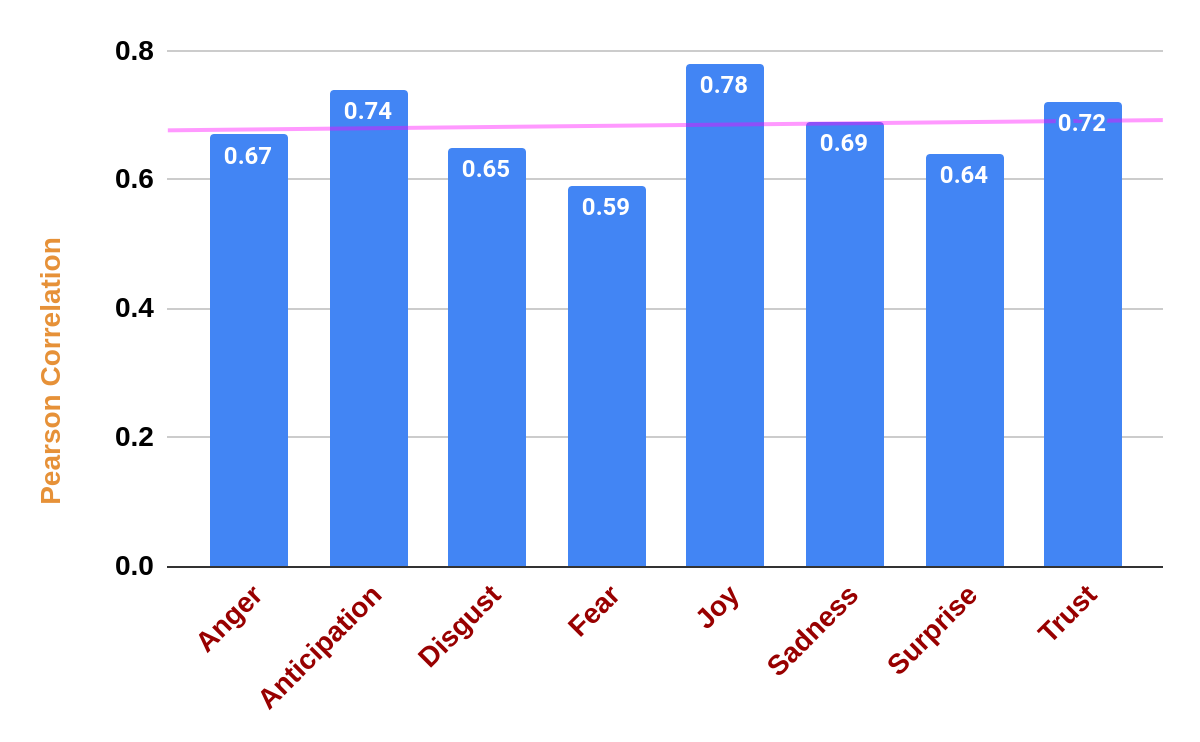 0.8
0.6
0.4
0.2
0.0
Pearson Correlation
0.67
0.74
0.65
0.59
0.78
0.69
0.64
0.72
Anger
Anticipation
Disgust
Fear
Joy
Sadness
Surprise
Trust